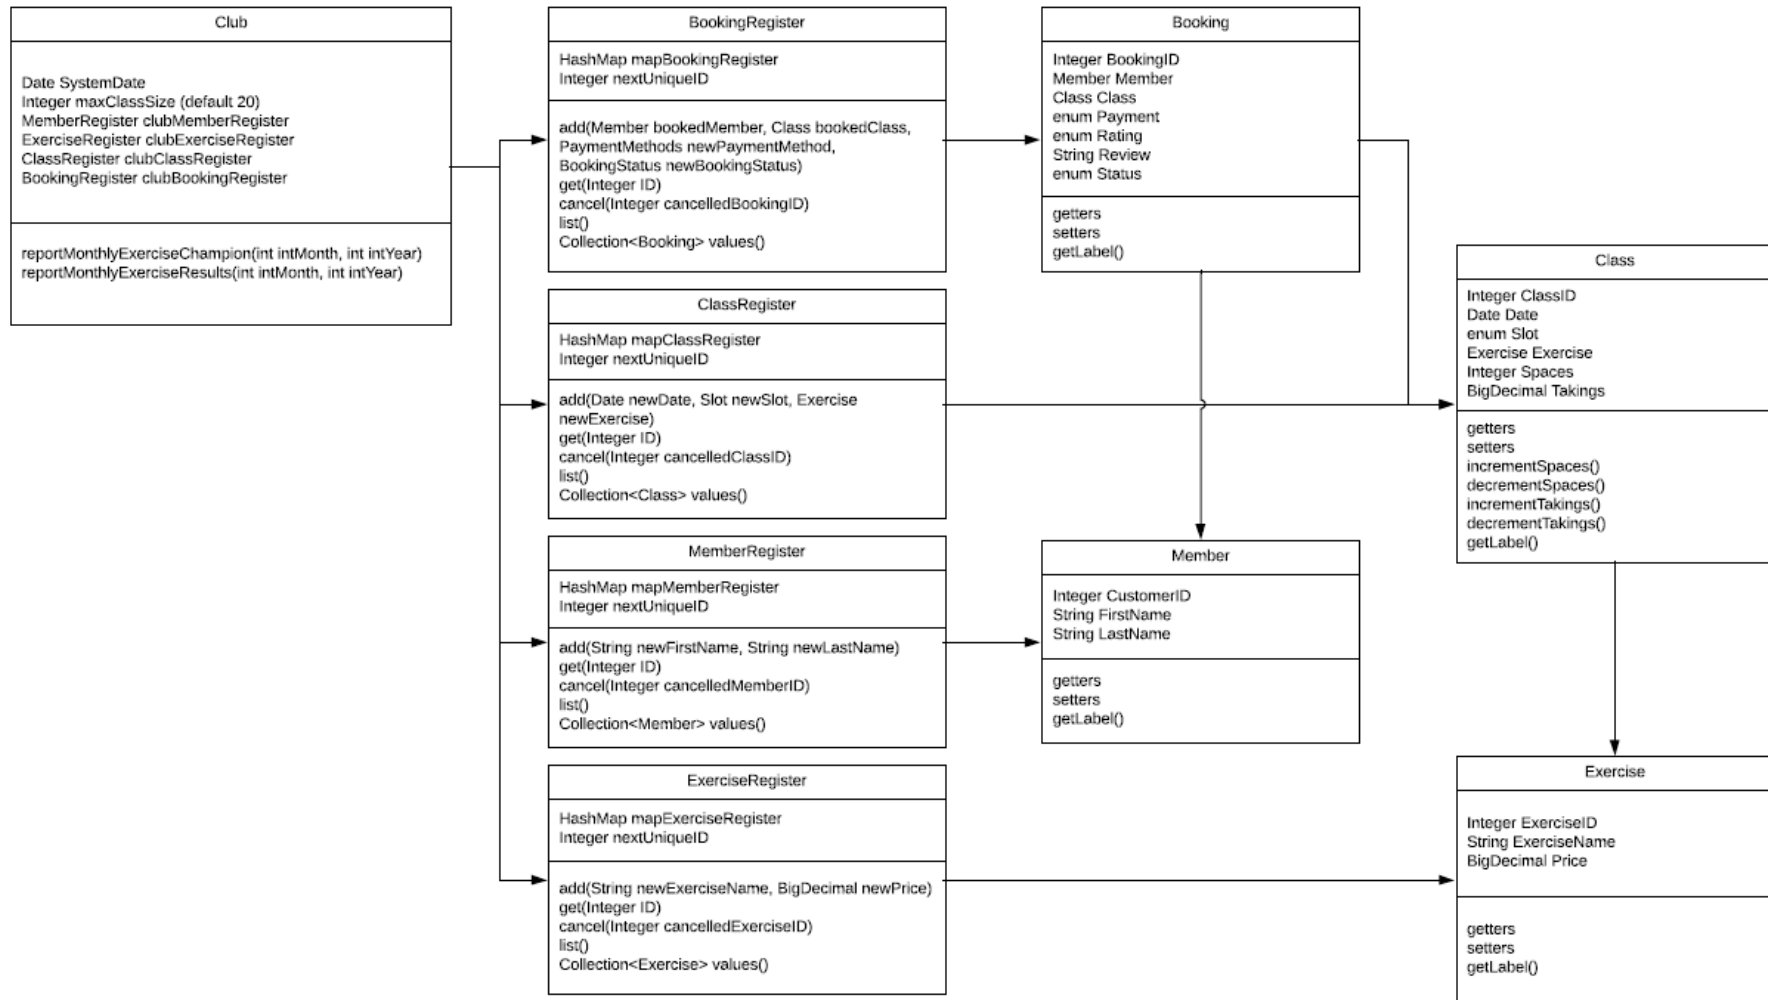 Club
Date SystemDate
Integer maxClassSize (default 20)
MemberRegister clubMemberRegister
ExerciseRegister clubExerciseRegister
ClassRegister clubClassRegister
BookingRegister clubBookingRegister
reportMonthlyExerciseChampion(int intMonth, int intYear)
reportMonthlyExerciseResults(int intMonth, int intYear)
BookingRegister
HashMap mapBookingRegister
Integer nextUniqueID
add(Member bookedMember, Class bookedClass,
PaymentMethods newPaymentMethod,
BookingStatus newBookingStatus)
get(Integer ID)
cancel(Integer cancelledBookingID)
list()
Collection<Booking> values()
ClassRegister
HashMap mapClassRegister
Integer nextUniqueID
add(Date newDate, Slot newSlot, Exercise
newExercise)
get(Integer ID)
cancel(Integer cancelledClassID)
list()
Collection<Class> values()
MemberRegister
HashMap mapMemberRegister
Integer nextUniqueID
add(String newFirstName, String newLastName)
get(Integer ID)
cancel(Integer cancelledMemberID)
list()
Collection<Member> values()
ExerciseRegister
HashMap mapExerciseRegister
Integer nextUniqueID
add(String newExerciseName, BigDecimal newPrice)
get(Integer ID)
cancel(Integer cancelledExerciseID)
list()
Collection<Exercise> values()
Booking
Integer BookingID
Member Member
Class Class
enum Payment
enum Rating
String Review
enum Status
getters
setters
getLabel()
Member
Integer CustomerID
String FirstName
String LastName
getters
setters
getLabel()
Class
Integer ClassID
Date Date
enum Slot
Exercise Exercise
Integer Spaces
BigDecimal Takings
getters
setters
incrementSpaces()
decrementSpaces()
incrementTakings()
decrementTakings()
getLabel()
Exercise
Integer ExerciseID
String ExerciseName
BigDecimal Price
getters
setters
getLabel()